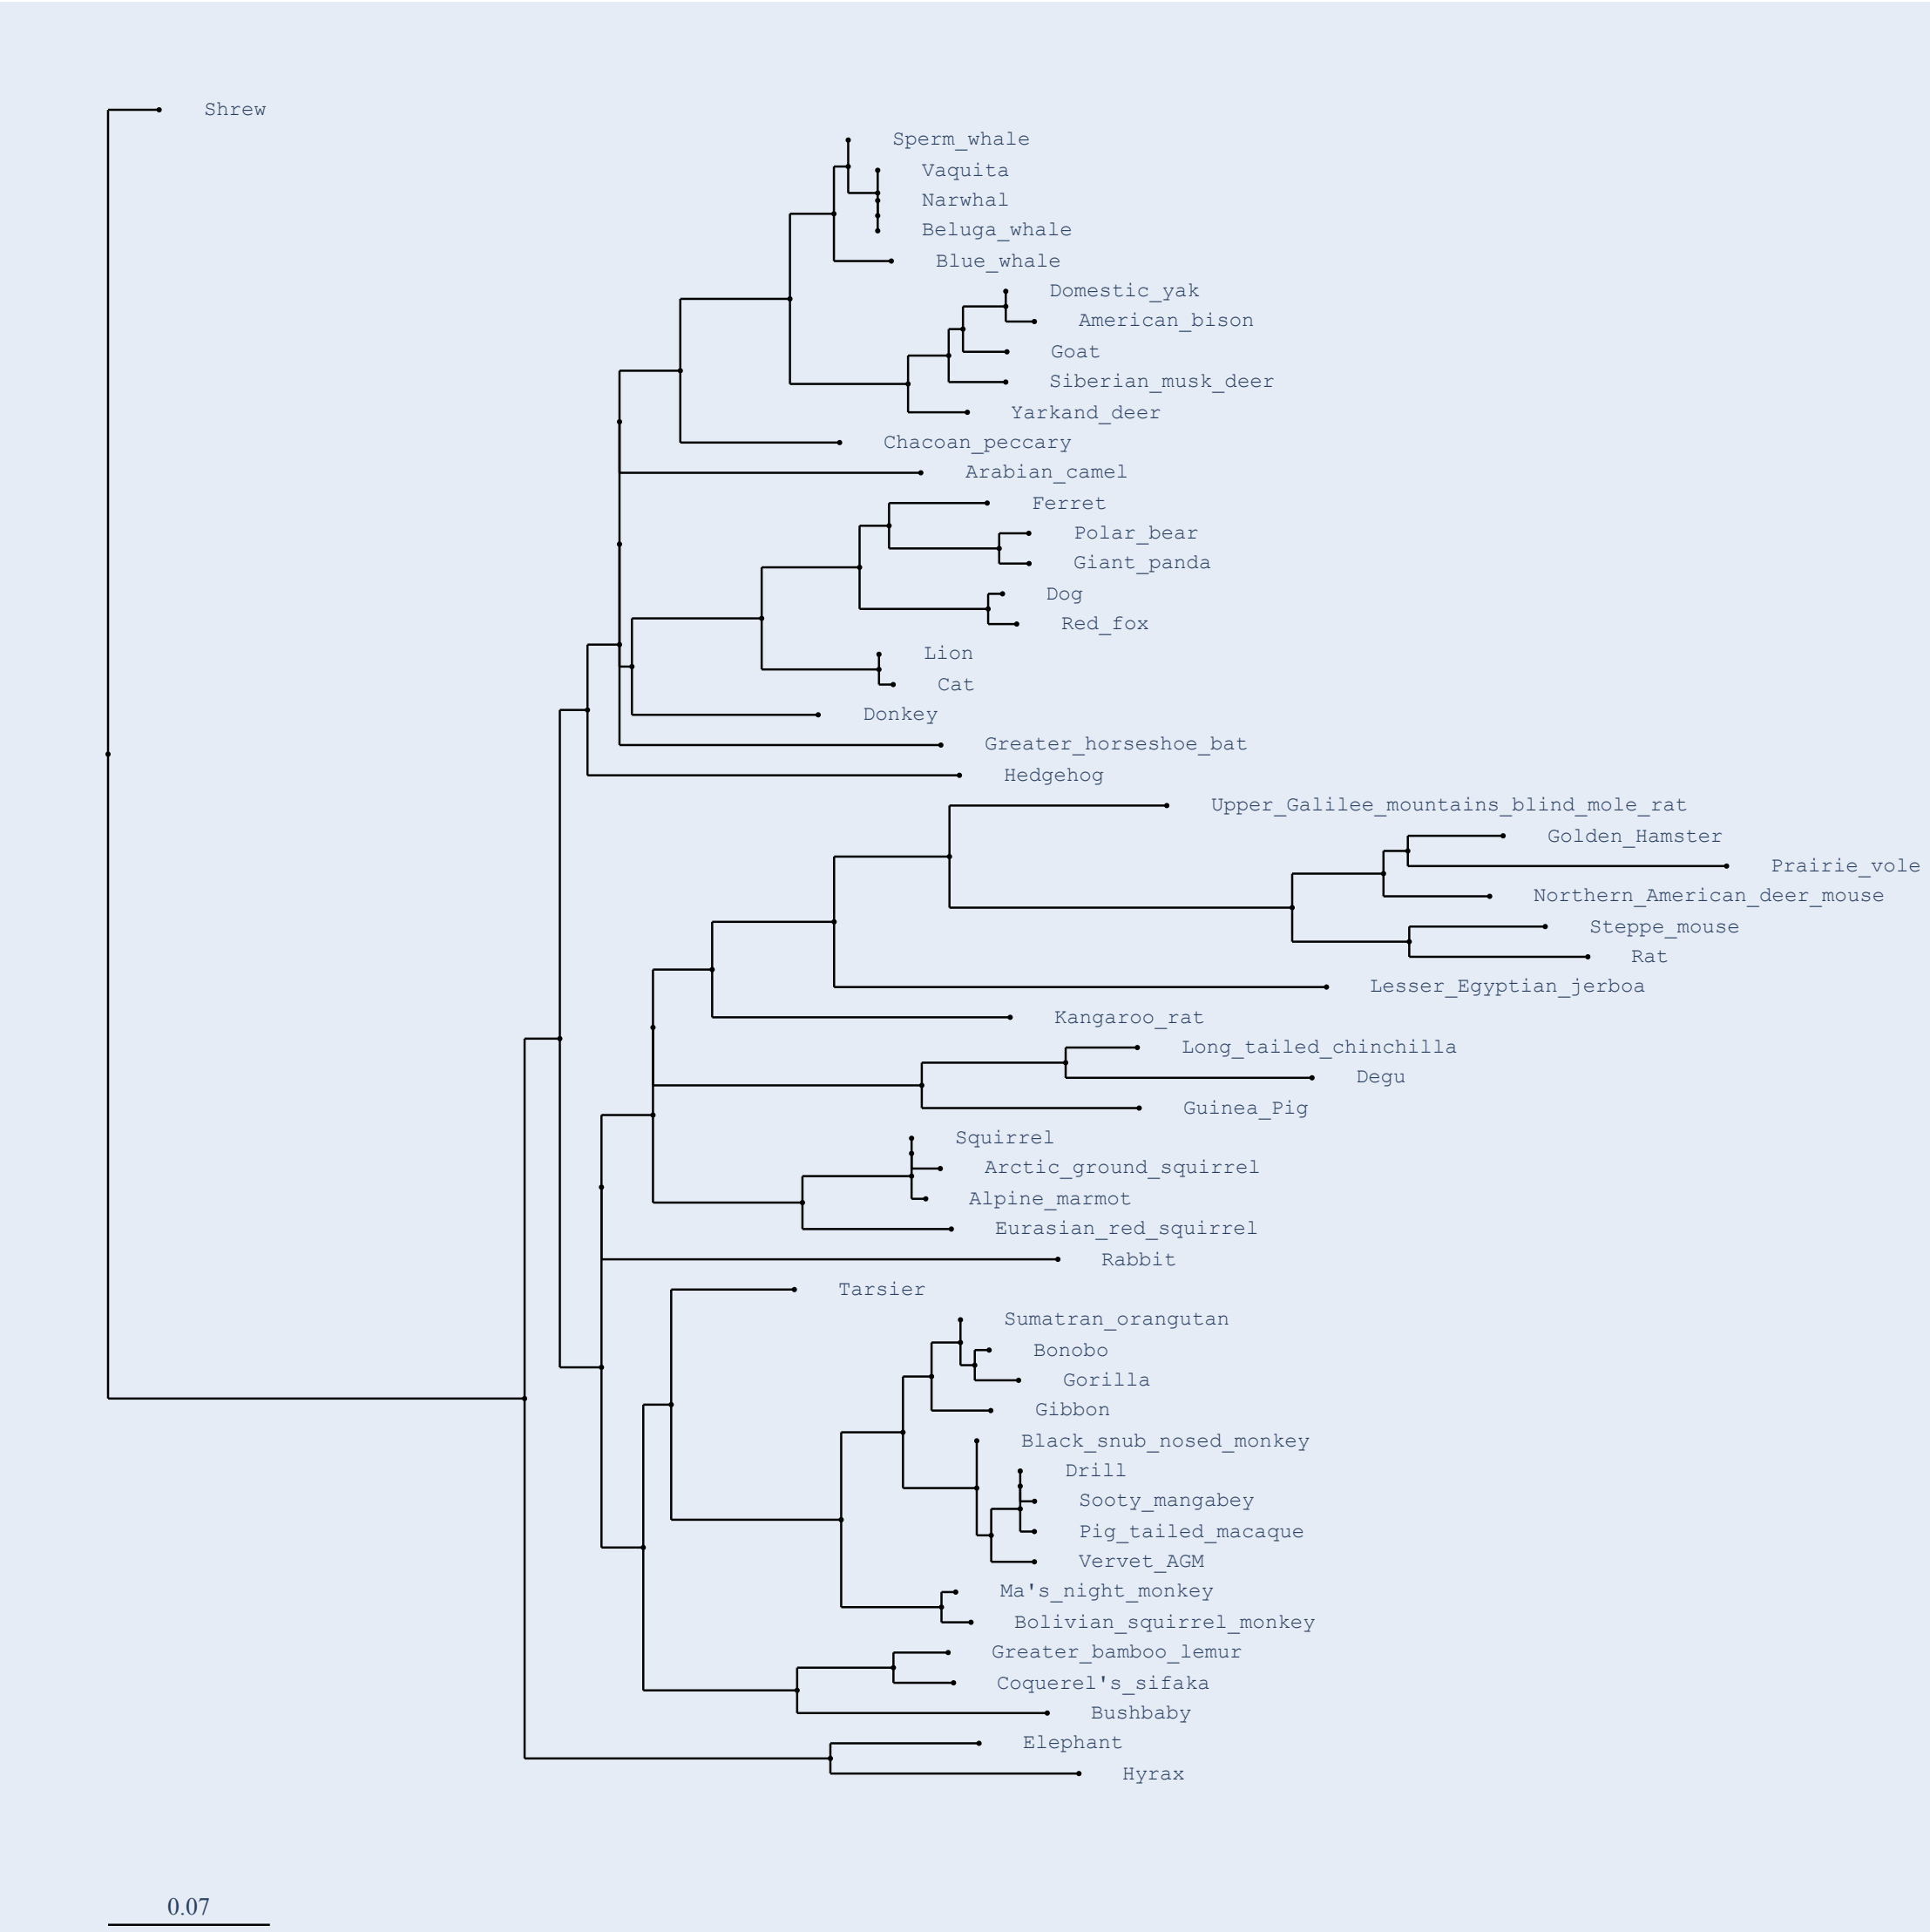 Shrew
Sperm_whale
Vaquita
Narwhal
Beluga_whale
Blue_whale
Domestic_yak
American_bison
Goat
Siberian_musk_deer
Yarkand_deer
Chacoan_peccary
Arabian_camel
Ferret
Polar_bear
Giant_panda
Dog
Red_fox
Lion
Cat
Donkey
Greater_horseshoe_bat
Hedgehog
Upper_Galilee_mountains_blind_mole_rat
Golden_Hamster
Prairie_vole
Northern_American_deer_mouse
Steppe_mouse
Rat
Lesser_Egyptian_jerboa
Kangaroo_rat
Long_tailed_chinchilla
Degu
Guinea_Pig
Squirrel
Arctic_ground_squirrel
Alpine_marmot
Eurasian_red_squirrel
Rabbit
Tarsier
Sumatran_orangutan
Bonobo
Gorilla
Gibbon
Black_snub_nosed_monkey
Drill
Sooty_mangabey
Pig_tailed_macaque
Vervet_AGM
Ma's_night_monkey
Bolivian_squirrel_monkey
Greater_bamboo_lemur
Coquerel's_sifaka
Bushbaby
Elephant
Hyrax
0.07